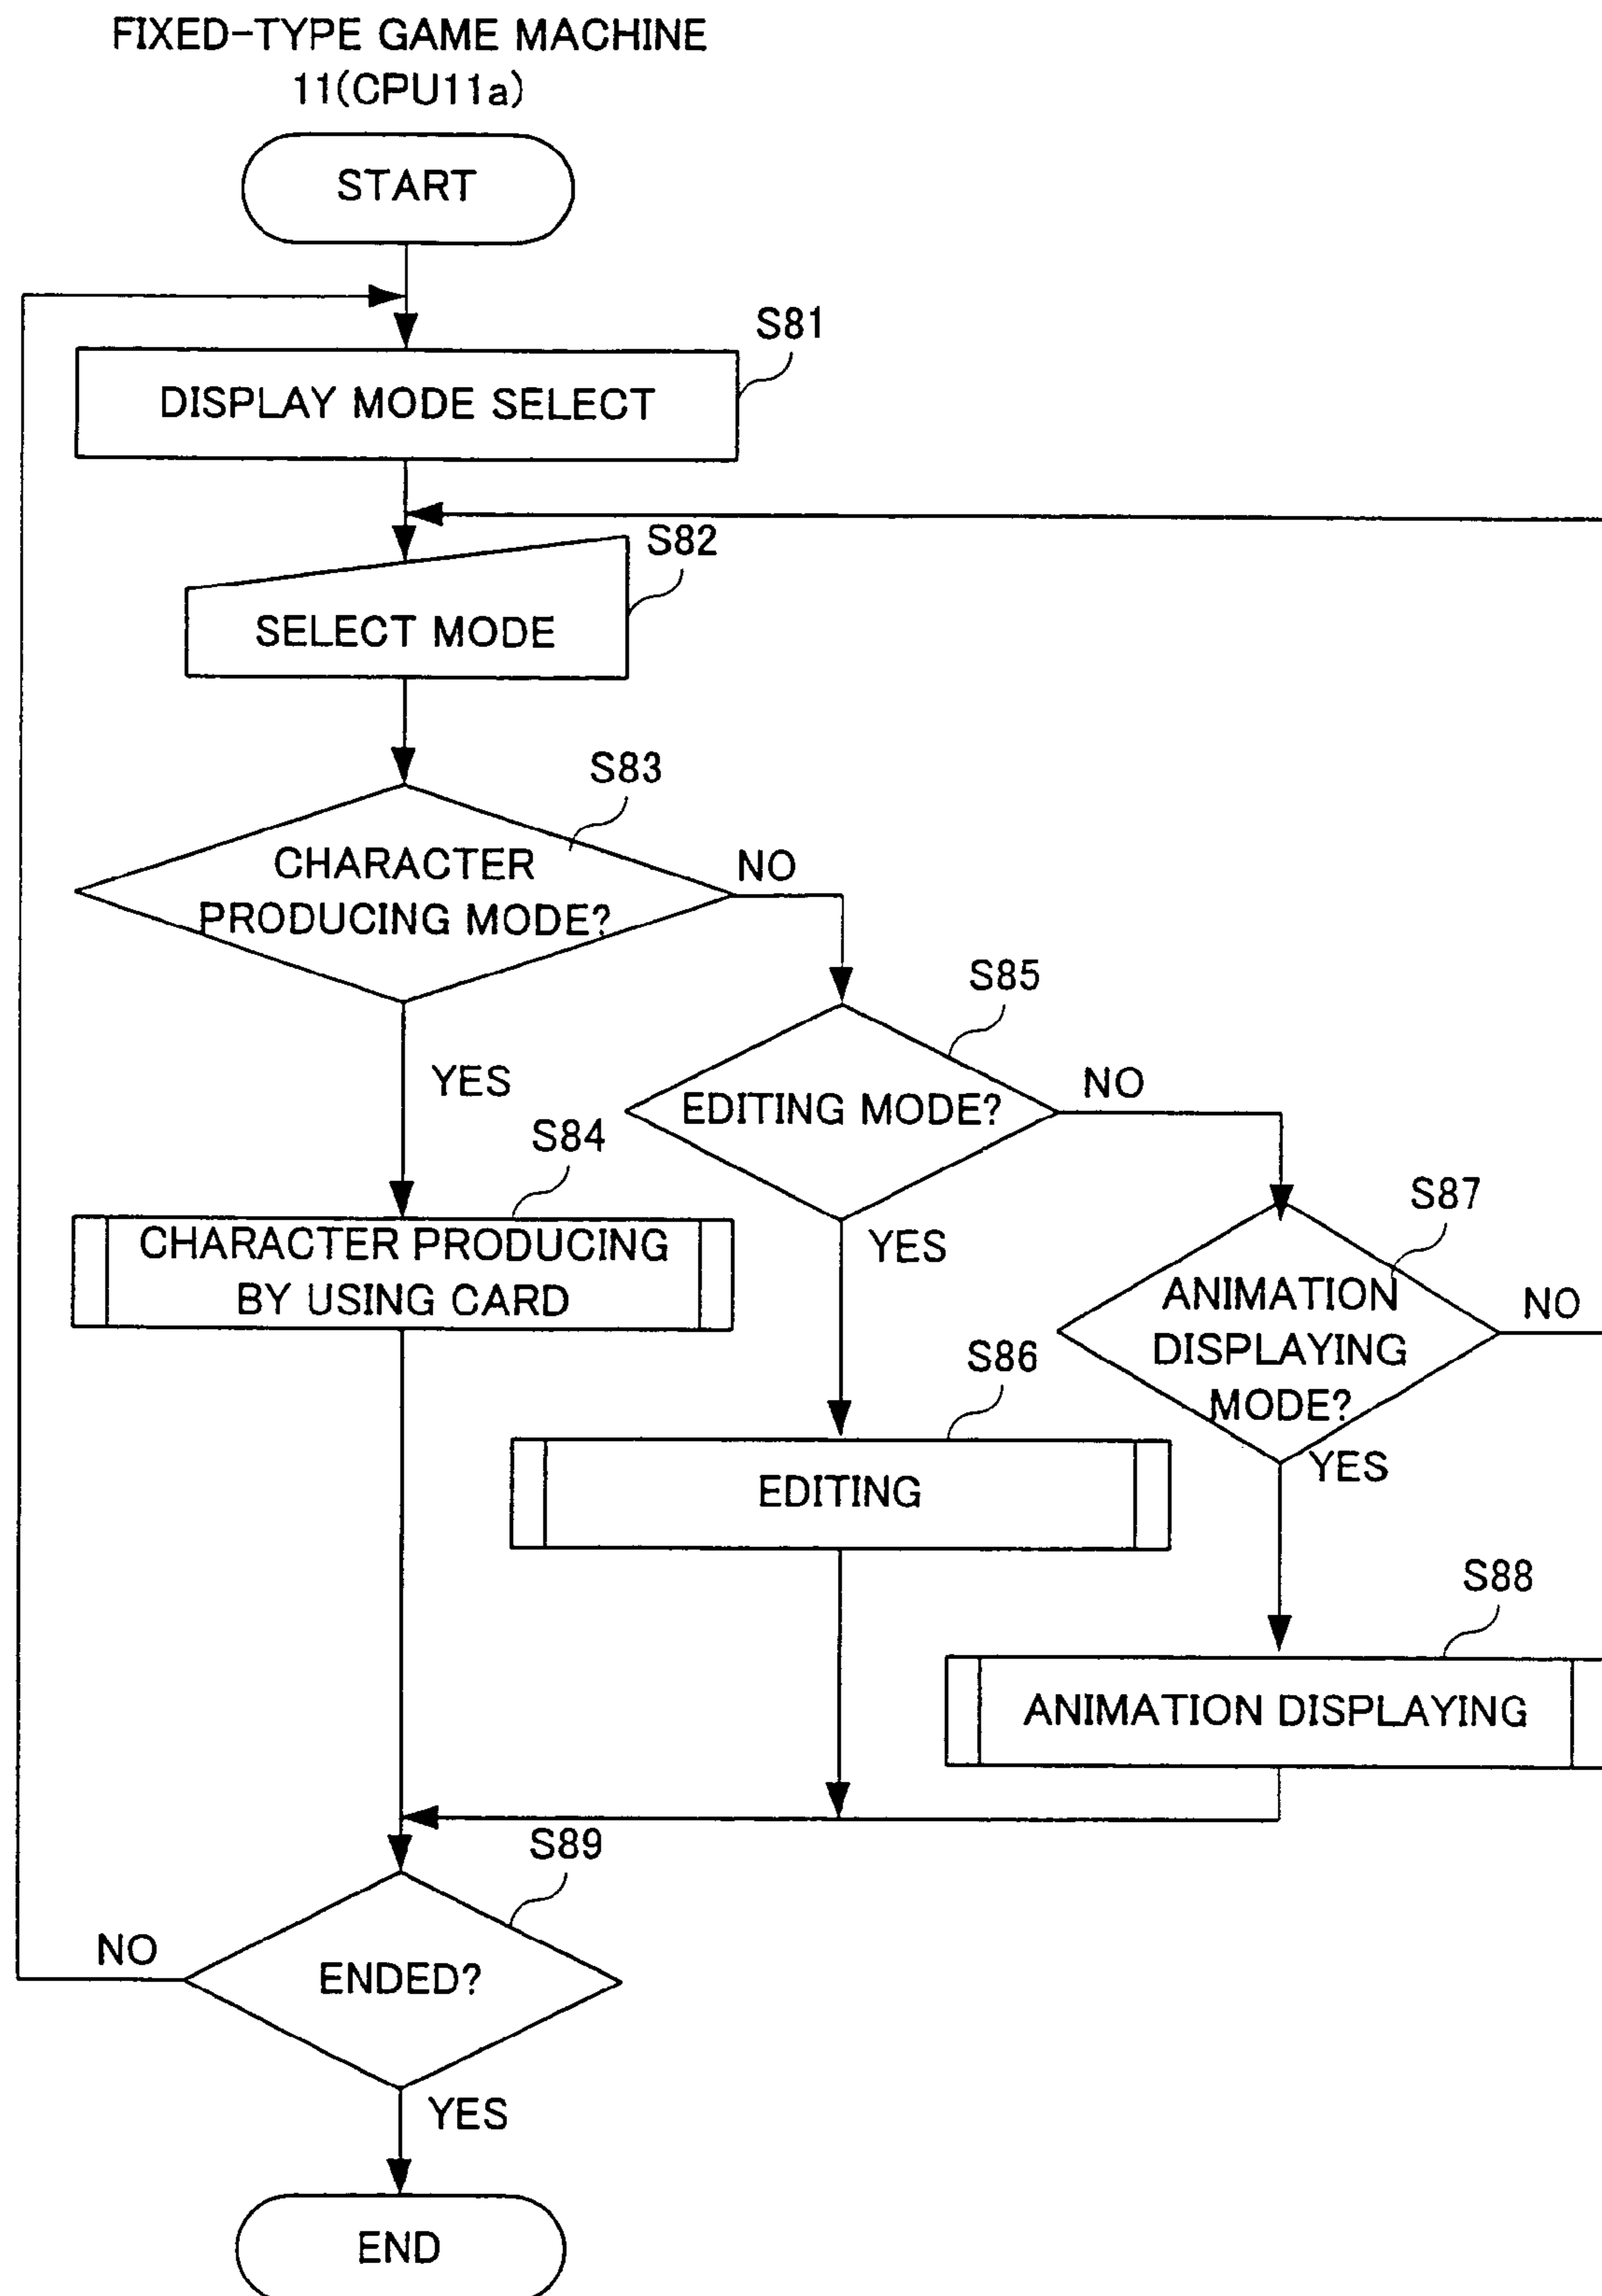 FIXED-TYPE GAME MACHINE
11(CPU11a)
START
S81
DISPLAY MODE SELECT
S82
SELECT MODE
S83
CHARACTER
PRODUCING MODE?
NO
S85
YES
EDITING MODE?
NO
S84
S87
CHARACTER PRODUCING
BY USING CARD
YES
ANIMATION
DISPLAYING
MODE?
NO
S86
YES
EDITING
S88
ANIMATION DISPLAYING
S89
NO
ENDED?
YES
END